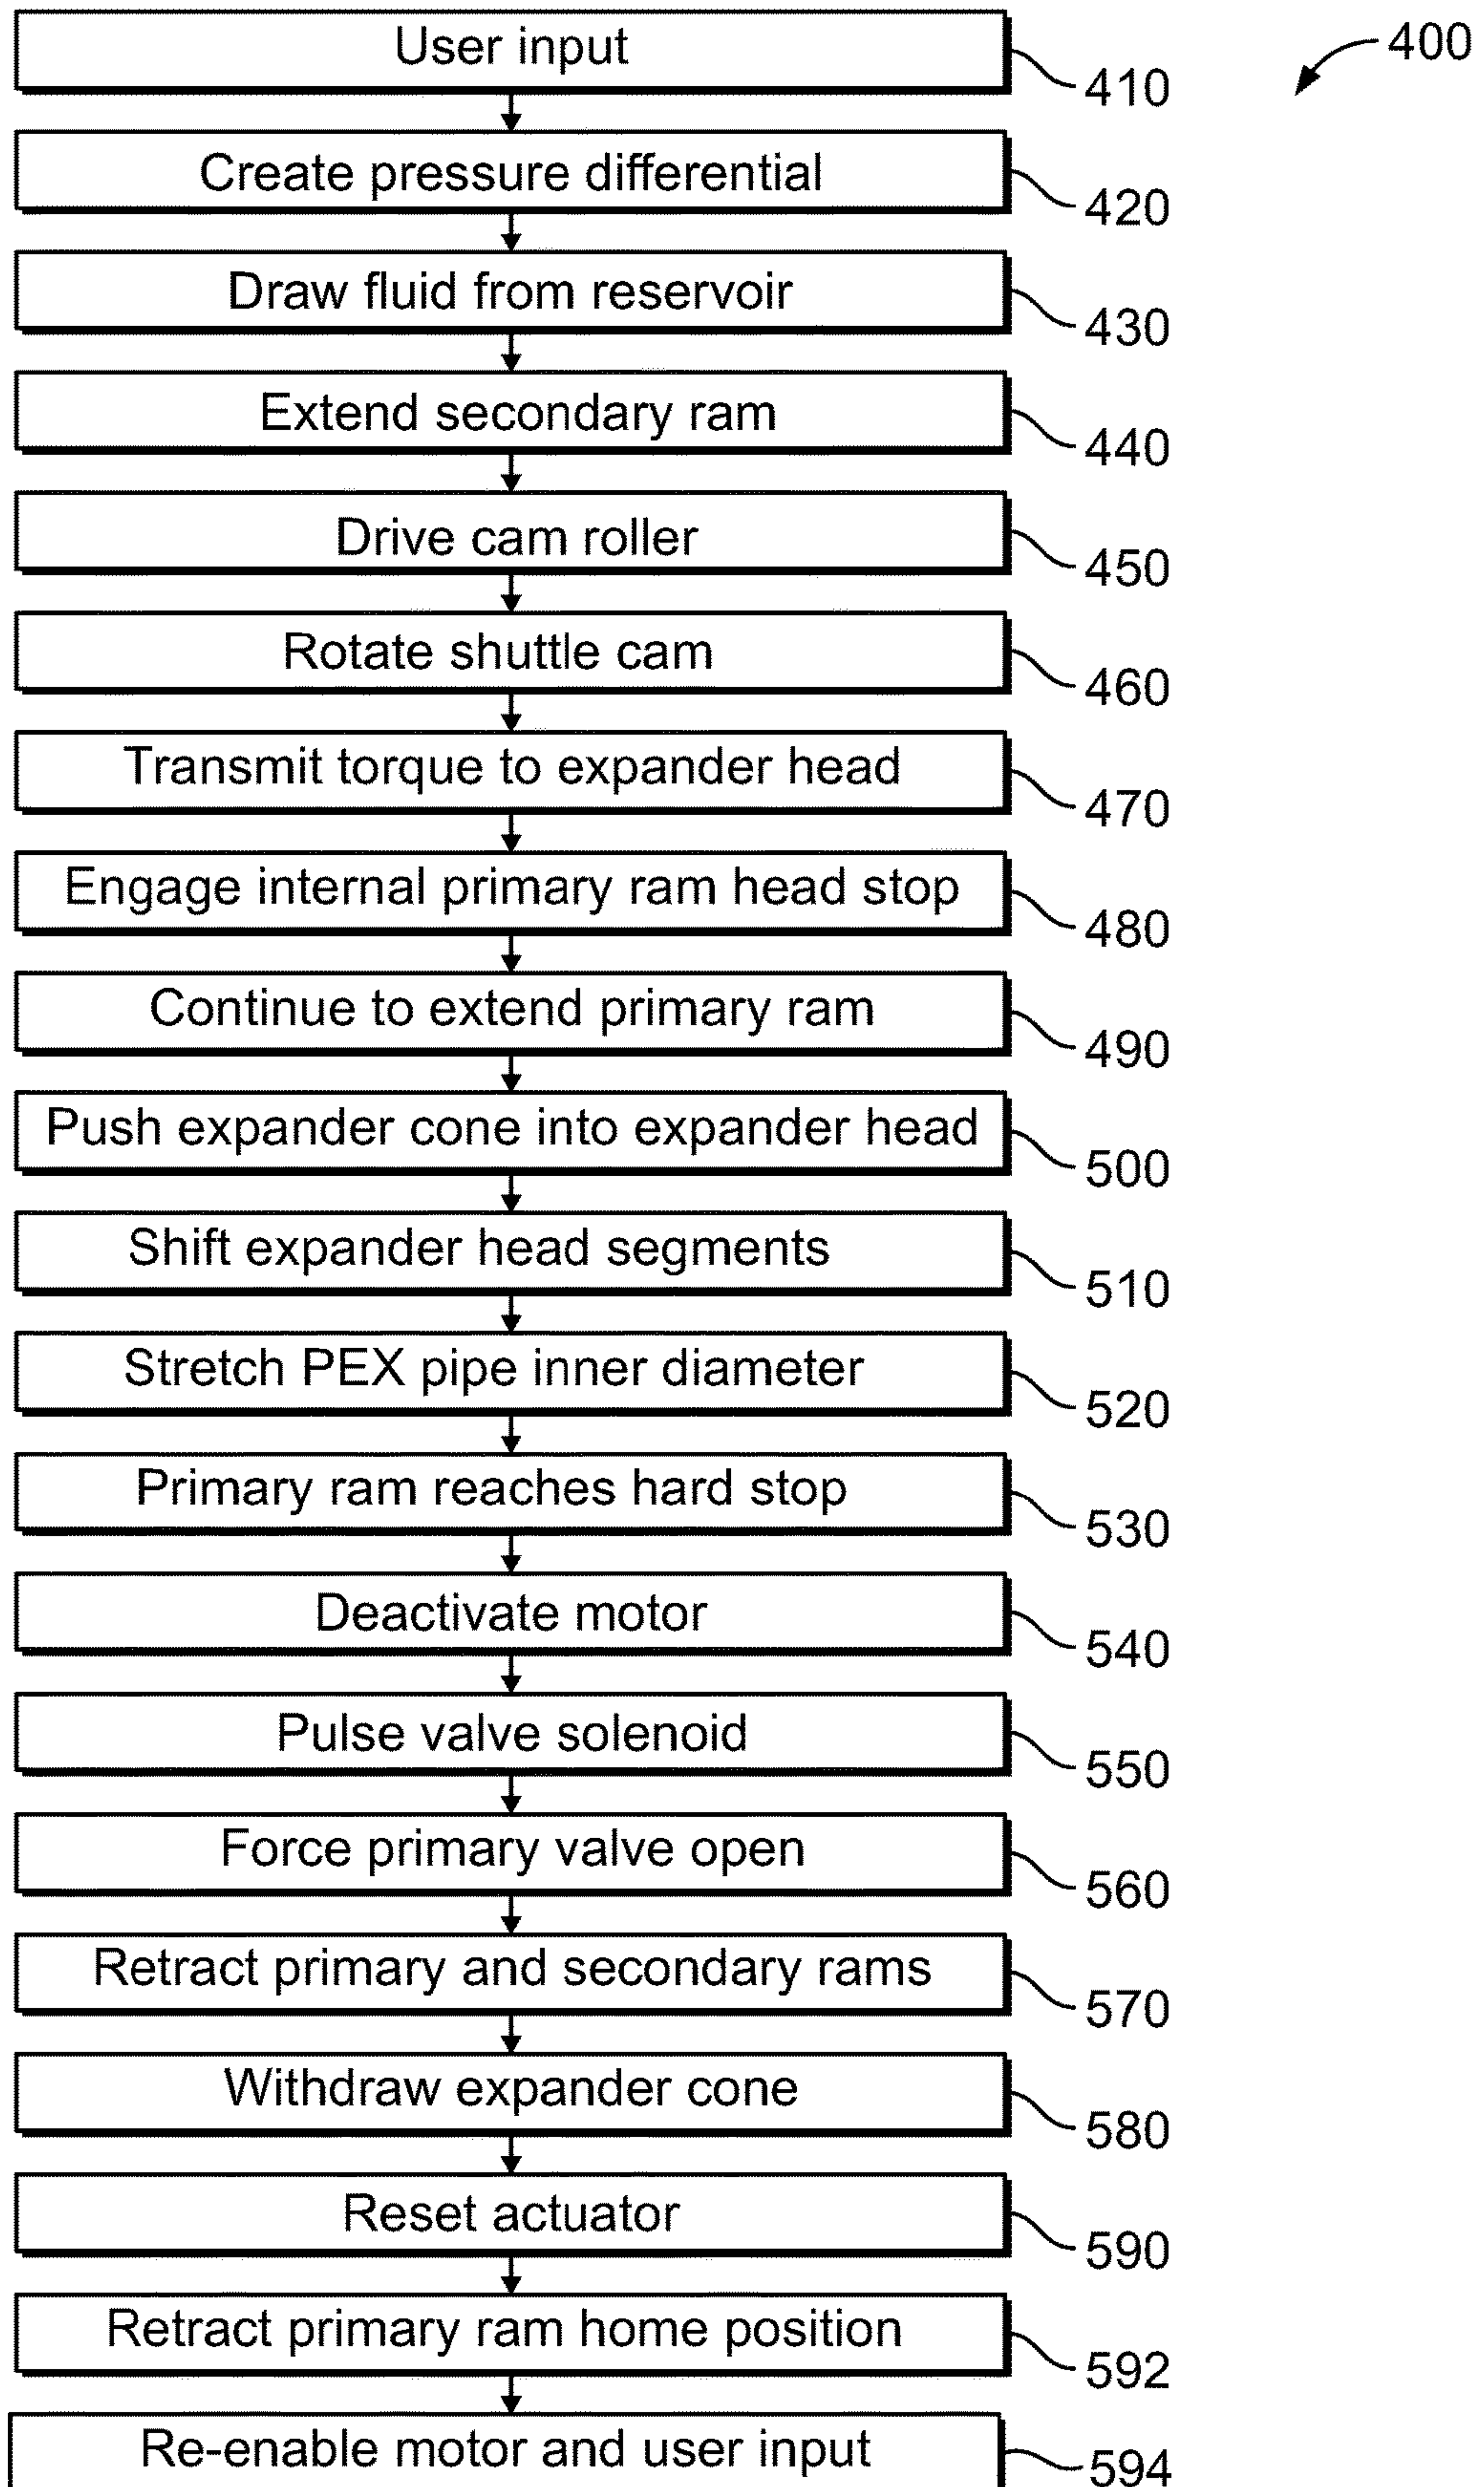 User input
400
410
Create pressure differential
420
Draw fluid from reservoir
430
Extend secondary ram
440
Drive cam roller
450
Rotate shuttle cam
460
Transmit torque to expander head
470
Engage internal primary ram head stop
480
Continue to extend primary ram
490
Push expander cone into expander head
500
Shift expander head segments
510
Stretch PEX pipe inner diameter
520
Primary ram reaches hard stop
530
Deactivate motor
540
Pulse valve solenoid
550
Force primary valve open
560
Retract primary and secondary rams
570
Withdraw expander cone
580
Reset actuator
590
Retract primary ram home position
592
Re-enable motor and user input
594